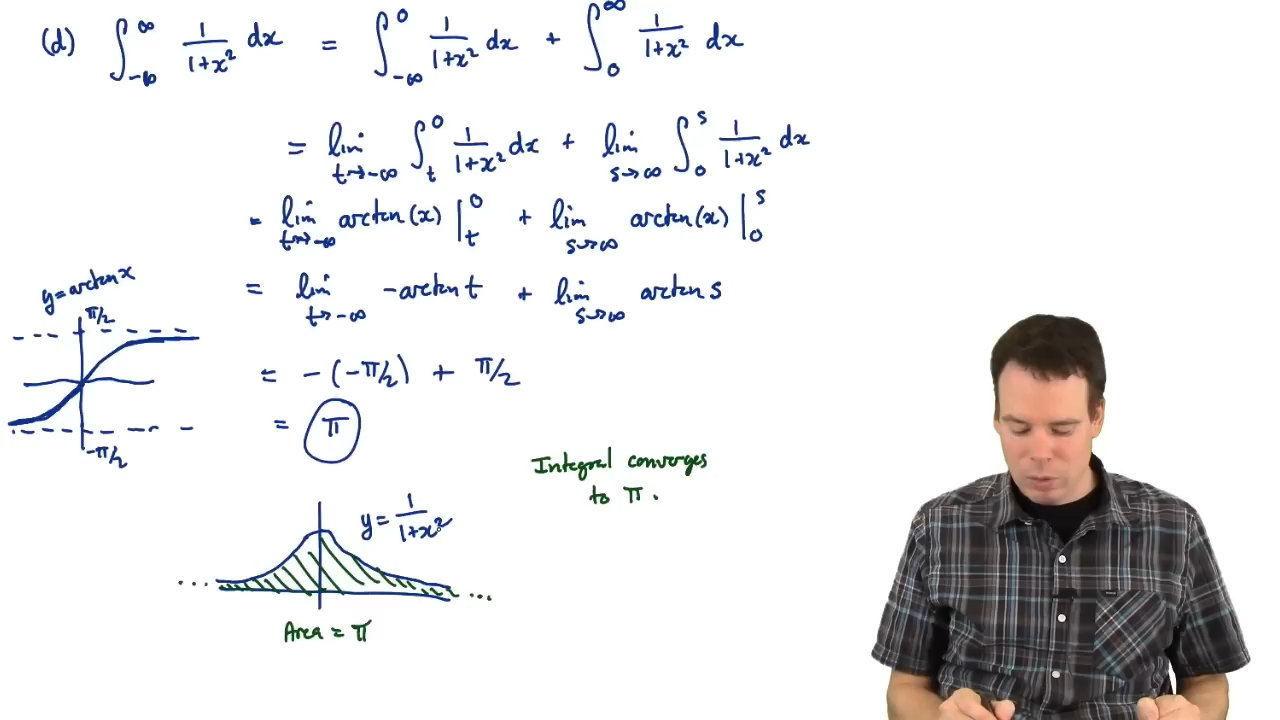 (d) ∫_{-∞}^{∞} 1/(1+x²) dx = ∫_{-∞}^{0} 1/(1+x²) dx + ∫_{0}^{∞} 1/(1+x²) dx
= lim_{t→-∞} ∫_{t}^{0} 1/(1+x²) dx + lim_{s→∞} ∫_{0}^{s} 1/(1+x²) dx
= lim_{t→-∞} arctan(x) |_{t}^{0} + lim_{s→∞} arctan(x) |_{0}^{s}
= lim_{t→-∞} -arctan t + lim_{s→∞} arctan s
y=arctan x
π/2
-π/2
= -(-π/2) + π/2
= π
Integral converges
to π.
y = 1/(1+x²)
... ...
Area = π